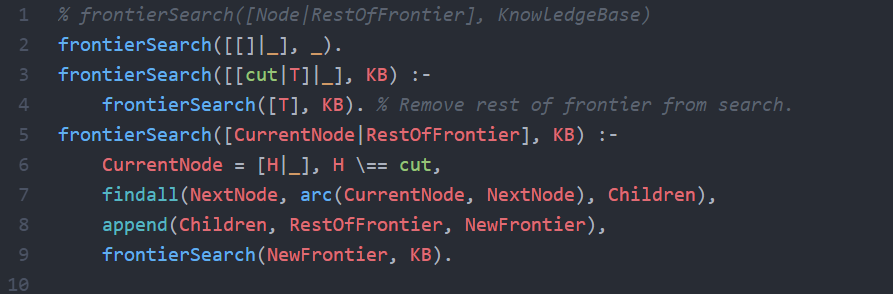 1 % frontierSearch([Node|RestOfFrontier], KnowledgeBase)
2 frontierSearch([[]|_], _).
3 frontierSearch([[cut|T]|_], KB) :-
4     frontierSearch([T], KB). % Remove rest of frontier from search.
5 frontierSearch([CurrentNode|RestOfFrontier], KB) :-
6     CurrentNode = [H|_], H \== cut,
7     findall(NextNode, arc(CurrentNode, NextNode), Children),
8     append(Children, RestOfFrontier, NewFrontier),
9     frontierSearch(NewFrontier, KB).
10